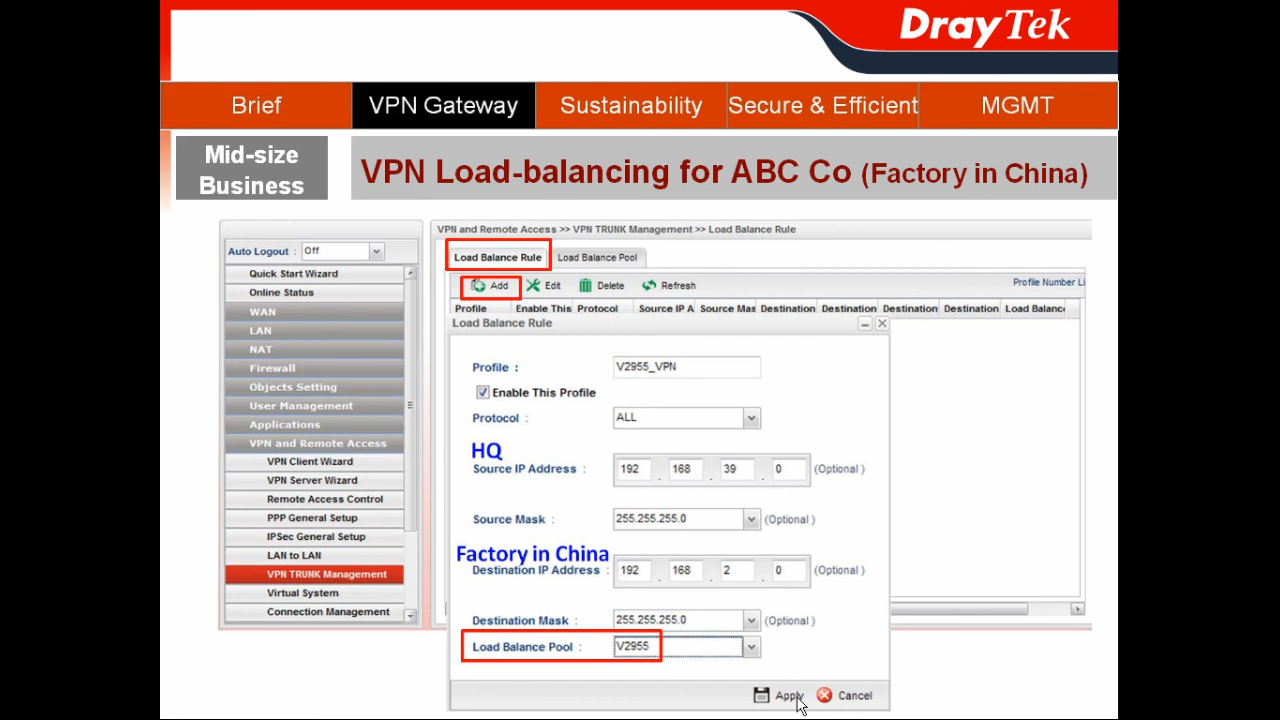 DrayTek
Brief VPN Gateway Sustainability Secure & Efficient MGMT
Mid-size
Business
VPN Load-balancing for ABC Co (Factory in China)
Auto Logout : Off
Quick Start Wizard
Online Status
WAN
LAN
NAT
Firewall
Objects Setting
User Management
Applications
VPN and Remote Access
VPN Client Wizard
VPN Server Wizard
Remote Access Control
PPP General Setup
IPSec General Setup
LAN to LAN
VPN TRUNK Management
Virtual System
Connection Management
VPN and Remote Access >> VPN TRUNK Management >> Load Balance Rule
Load Balance Rule Load Balance Pool
Add Edit Delete Refresh Profile Number Li
Profile Enable This Protocol Source IP A Source Mas Destination Destination Destination Destination Load Balanc
Load Balance Rule
Profile : V2955_VPN
Enable This Profile
Protocol : ALL
HQ
Source IP Address : 192 . 168 . 39 . 0 (Optional )
Source Mask : 255.255.255.0 (Optional )
Factory in China
Destination IP Address : 192 . 168 . 2 . 0 (Optional )
Destination Mask : 255.255.255.0 (Optional )
Load Balance Pool : V2955
Apply Cancel